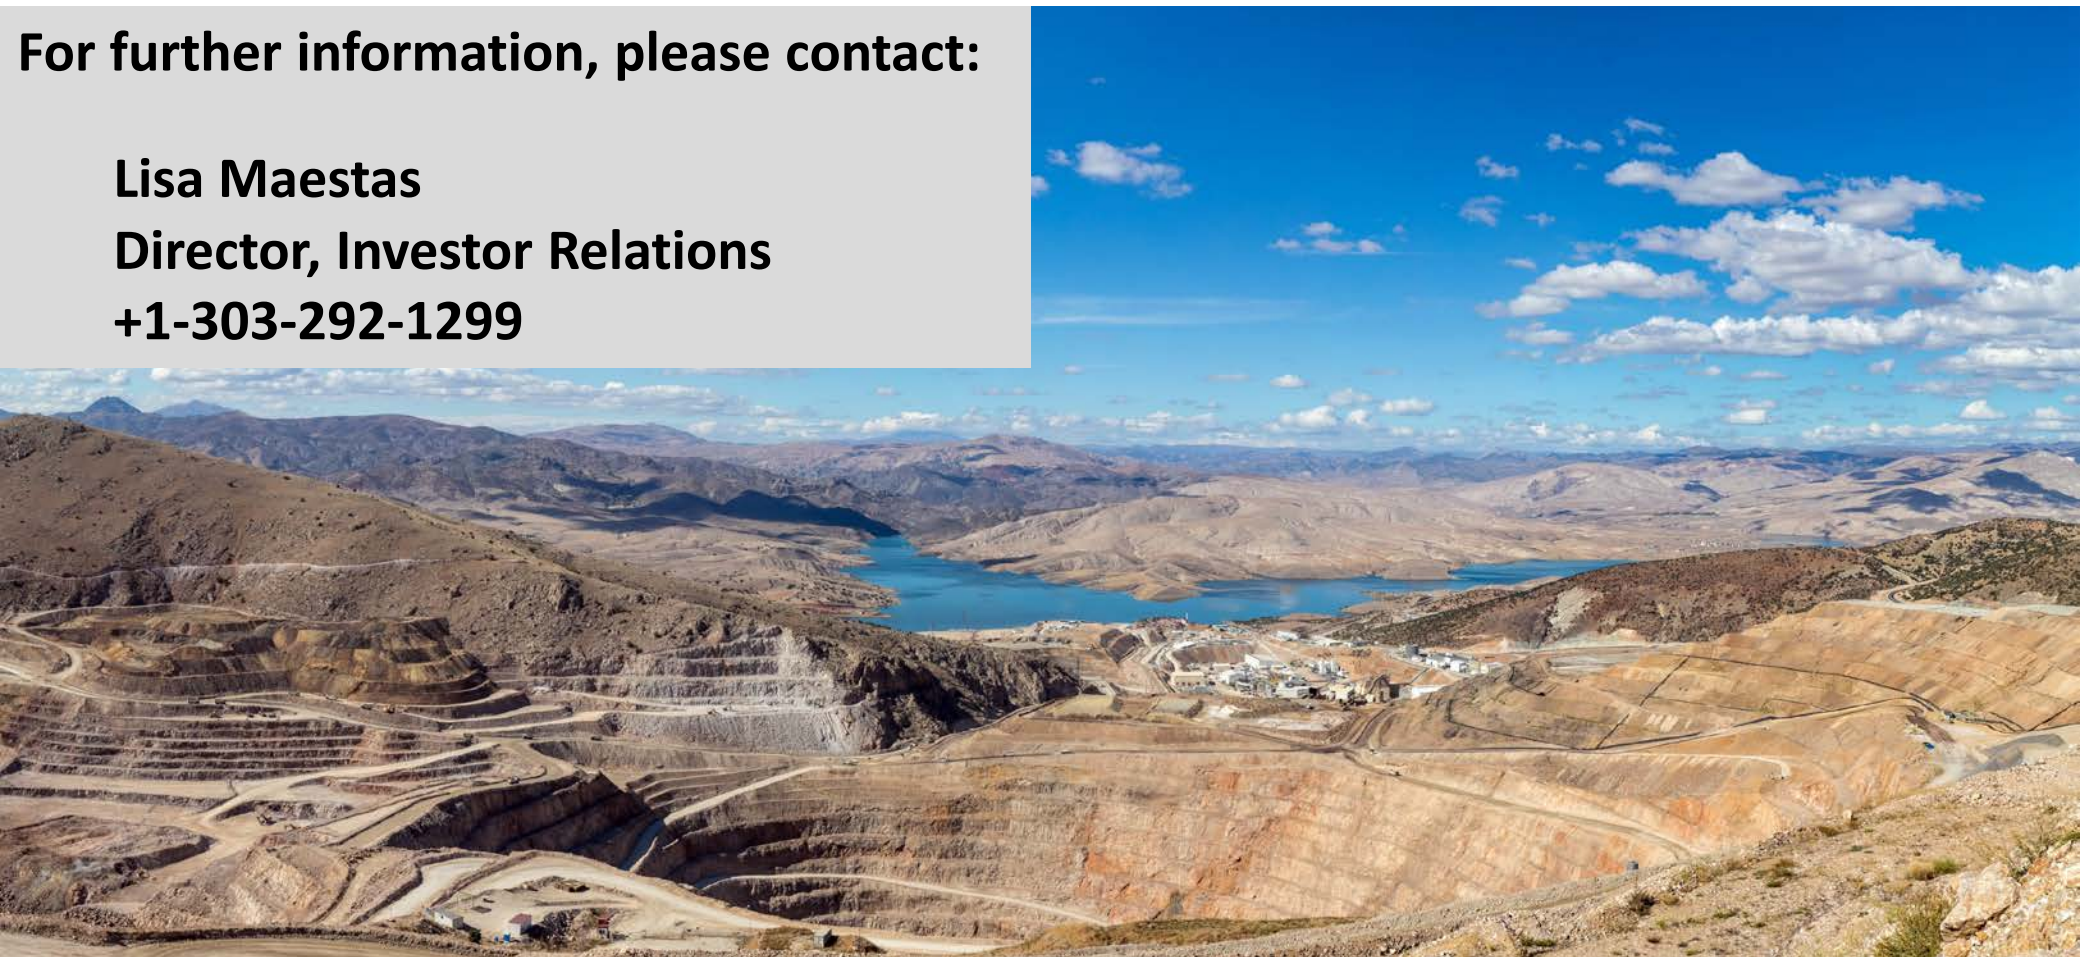 For further information, please contact:
Lisa Maestas
Director, Investor Relations
+1-303-292-1299